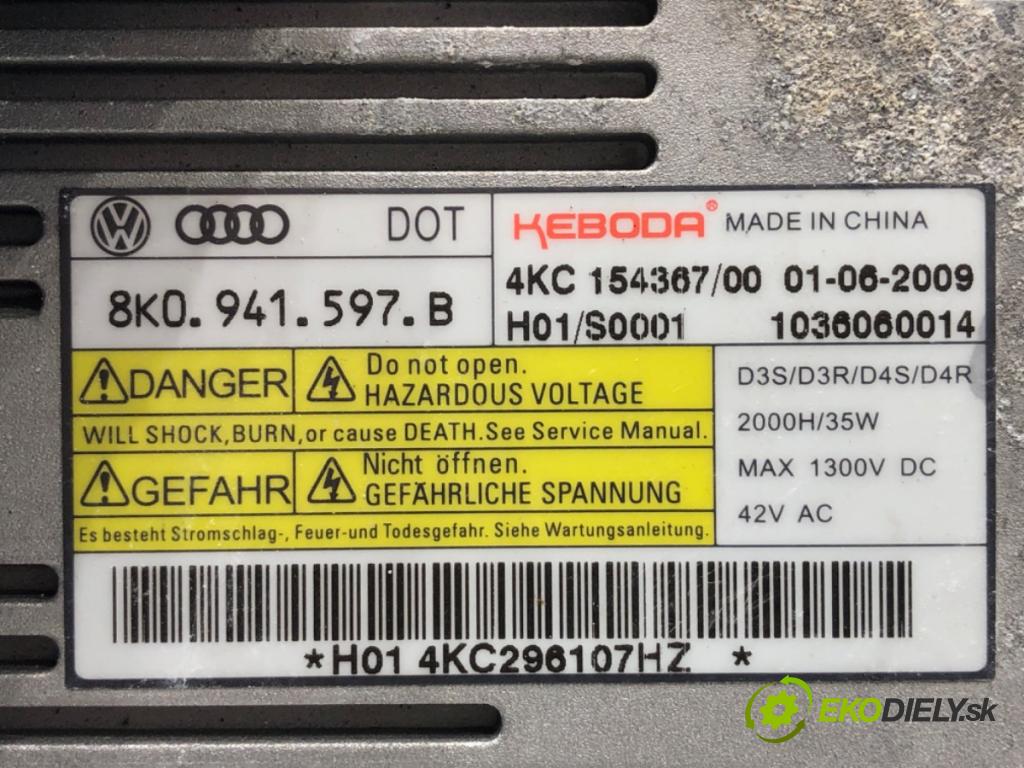 VW DOT
8K0. 941. 597. B
KEBODA® MADE IN CHINA
4KC 154367/00 01-06-2009
H01/S0001 1036060014
DANGER
Do not open.
HAZARDOUS VOLTAGE
WILL SHOCK, BURN, or cause DEATH. See Service Manual.
GEFAHR
Nicht öffnen.
GEFÄHRLICHE SPANNUNG
Es besteht Stromschlag-, Feuer-und Todesgefahr. Siehe Wartungsanleitung.
D3S/D3R/D4S/D4R
2000H/35W
MAX 1300V DC
42V AC
*H01 4KC296107HZ *
EKODIELY.sk